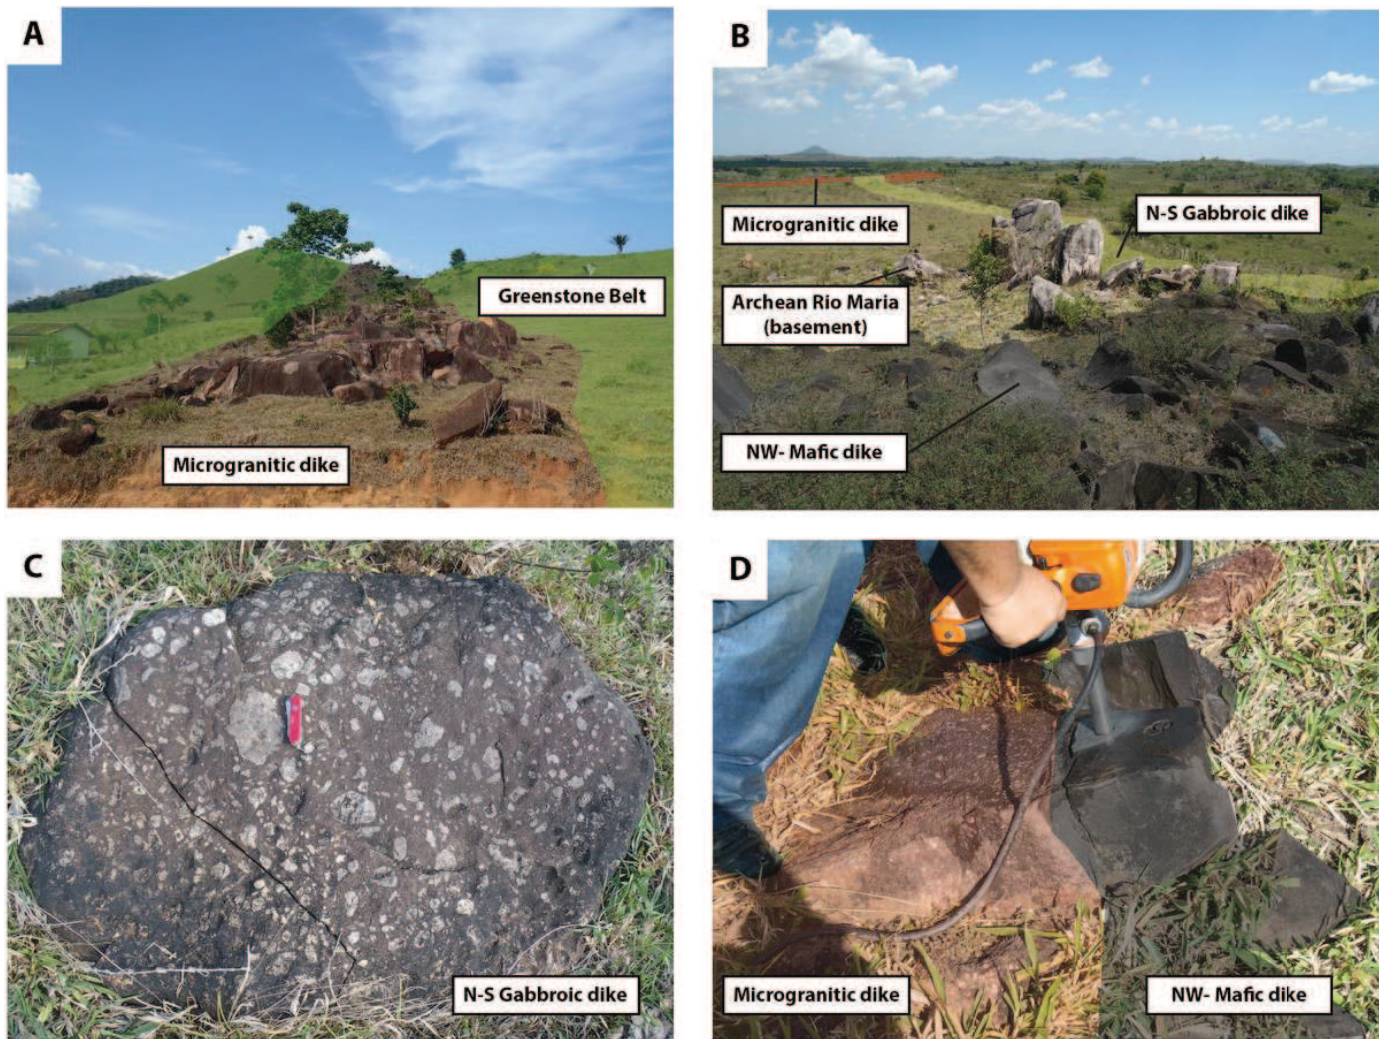 A
Greenstone Belt
Microgranitic dike
B
Microgranitic dike
N-S Gabbroic dike
Archean Rio Maria
(basement)
NW- Mafic dike
C
N-S Gabbroic dike
D
Microgranitic dike
NW- Mafic dike